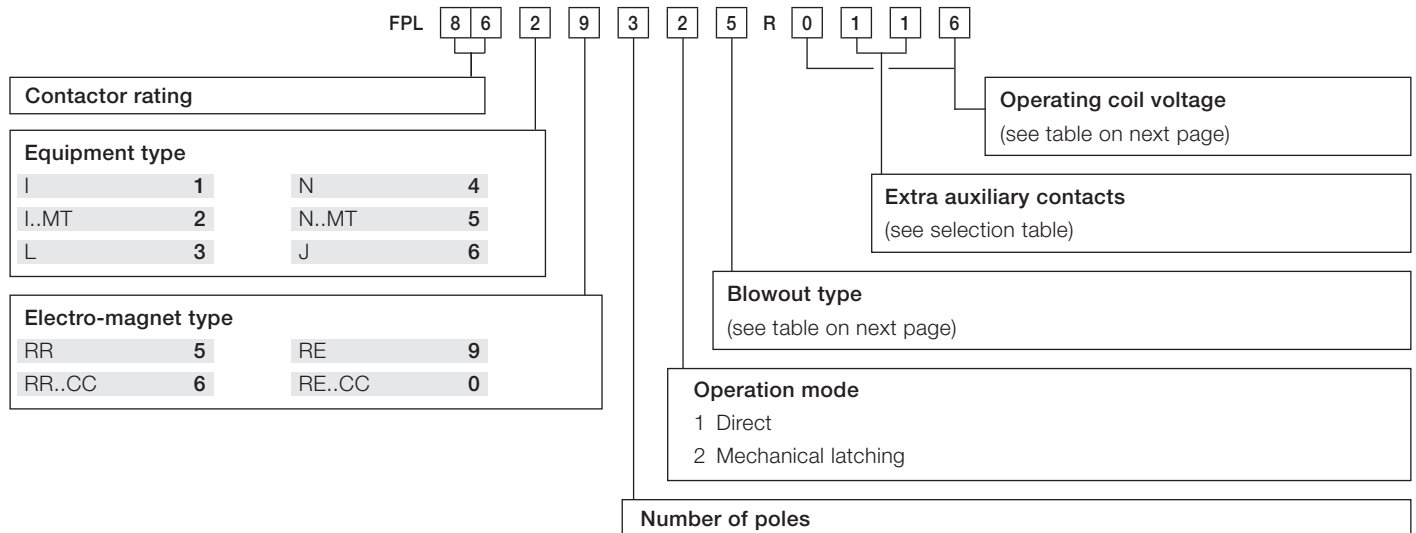 FPL 8 6 2 9 3 2 5 R 0 1 1 6
Contactor rating
Operating coil voltage
(see table on next page)
Equipment type
I 1 N 4
I..MT 2 N..MT 5
L 3 J 6
Extra auxiliary contacts
(see selection table)
Blowout type
(see table on next page)
Electro-magnet type
RR 5 RE 9
RR..CC 6 RE..CC 0
Operation mode
1 Direct
2 Mechanical latching
Number of poles